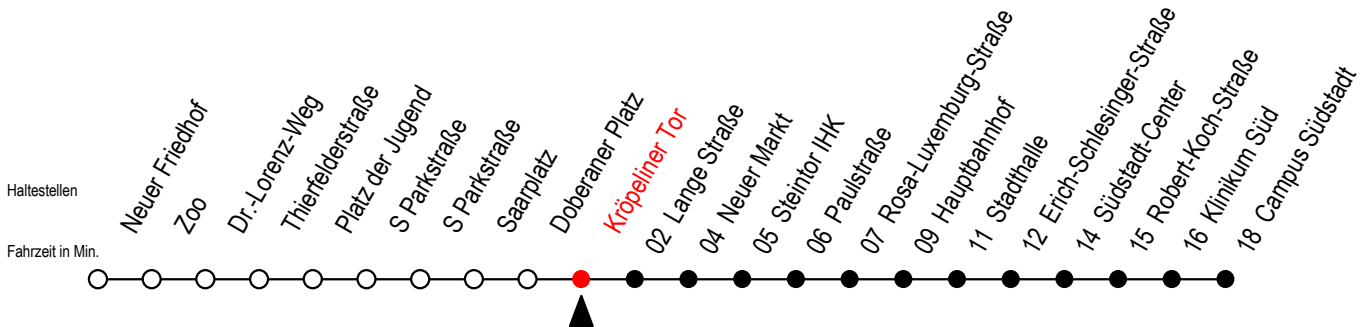 Haltestellen
Fahrzeit in Min.
Neuer Friedhof
Zoo
Dr.-Lorenz-Weg
Thierfelderstraße
Platz der Jugend
S Parkstraße
S Parkstraße
Saarplatz
Doberaner Platz
Kröpeliner Tor
02 Lange Straße
04 Neuer Markt
05 Steintor IHK
06 Paulstraße
07 Rosa-Luxemburg-Straße
09 Hauptbahnhof
11 Stadthalle
12 Erich-Schlesinger-Straße
14 Südstadt-Center
15 Robert-Koch-Straße
16 Klinikum Süd
18 Campus Südstadt